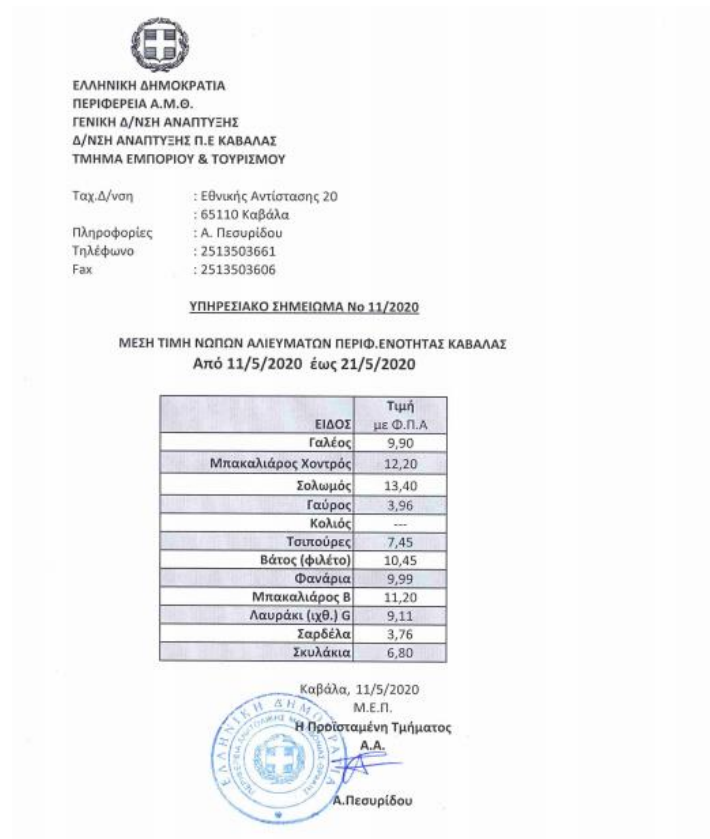 ΕΛΛΗΝΙΚΗ ΔΗΜΟΚΡΑΤΙΑ
ΠΕΡΙΦΕΡΕΙΑ Α.Μ.Θ.
ΓΕΝΙΚΗ Δ/ΝΣΗ ΑΝΑΠΤΥΞΗΣ
Δ/ΝΣΗ ΑΝΑΠΤΥΞΗΣ Π.Ε ΚΑΒΑΛΑΣ
ΤΜΗΜΑ ΕΜΠΟΡΙΟΥ & ΤΟΥΡΙΣΜΟΥ
Ταχ.Δ/νση : Εθνικής Αντίστασης 20
: 65110 Καβάλα
Πληροφορίες : Α. Πεσυρίδου
Τηλέφωνο : 2513503661
Fax : 2513503606
ΥΠΗΡΕΣΙΑΚΟ ΣΗΜΕΙΩΜΑ Νο 11/2020
ΜΕΣΗ ΤΙΜΗ ΝΩΠΩΝ ΑΛΙΕΥΜΑΤΩΝ ΠΕΡΙΦ.ΕΝΟΤΗΤΑΣ ΚΑΒΑΛΑΣ
Από 11/5/2020 έως 21/5/2020
Τιμή
ΕΙΔΟΣ με Φ.Π.Α
Γαλέος 9,90
Μπακαλιάρος Χοντρός 12,20
Σολωμός 13,40
Γαύρος 3,96
Κολιός ---
Τσιπούρες 7,45
Βάτος (φιλέτο) 10,45
Φανάρια 9,99
Μπακαλιάρος Β 11,20
Λαυράκι (ιχθ.) G 9,11
Σαρδέλα 3,76
Σκυλάκια 6,80
Καβάλα, 11/5/2020
Μ.Ε.Π.
Η Προϊσταμένη Τμήματος
Α.Α.
Α.Πεσυρίδου
ΕΛΛΗΝΙΚΗ ΔΗΜΟΚΡΑΤΙΑ